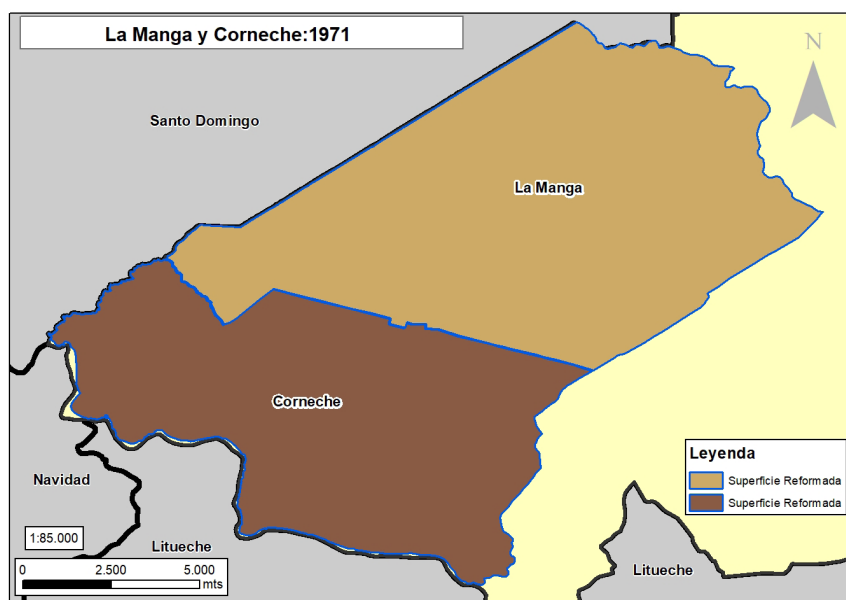 La Manga y Corneche:1971
N
Santo Domingo
La Manga
Corneche
Leyenda
Superficie Reformada
Superficie Reformada
Navidad
1:85.000
Litueche
Litueche
0 2.500 5.000
mts